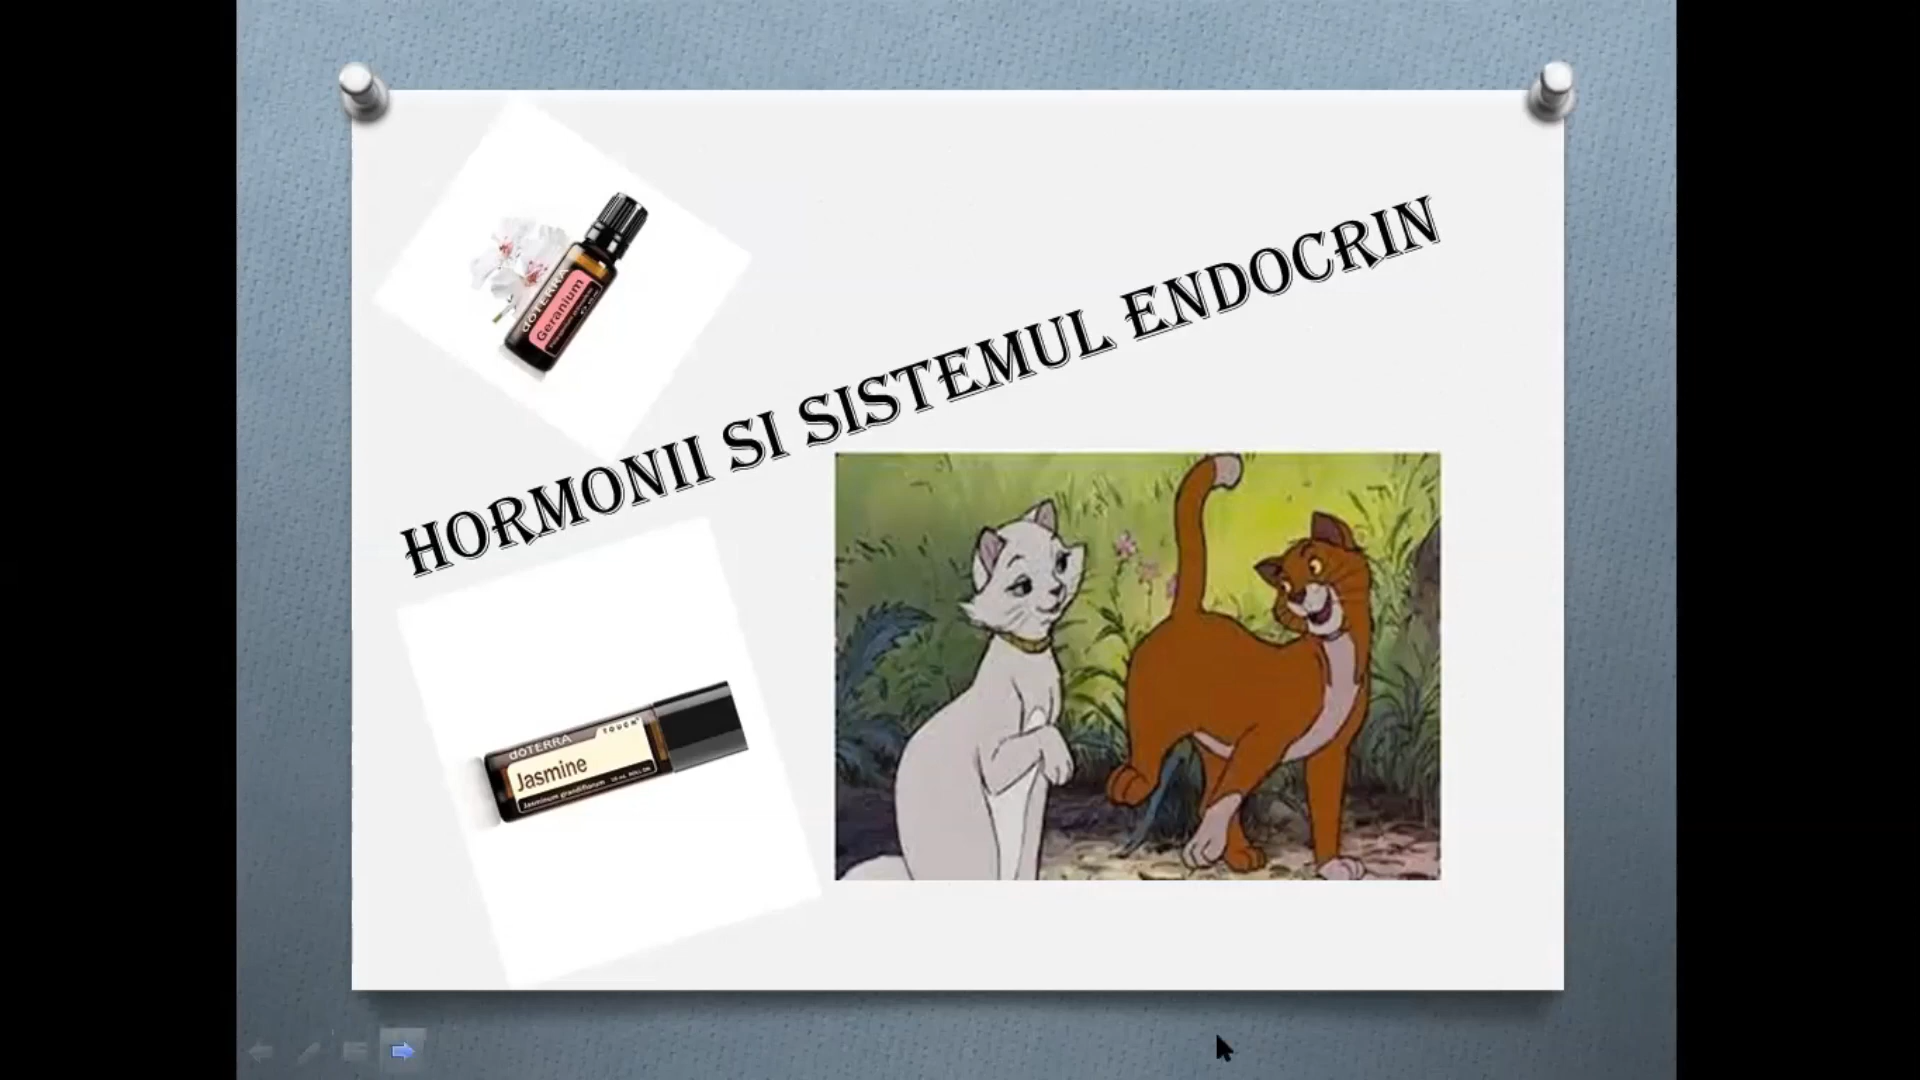 HORMONII SI SISTEMUL ENDOCRIN
dōTERRA
Geranium
dōTERRA
TOUCH
Jasmine
Jasminum grandiflorum